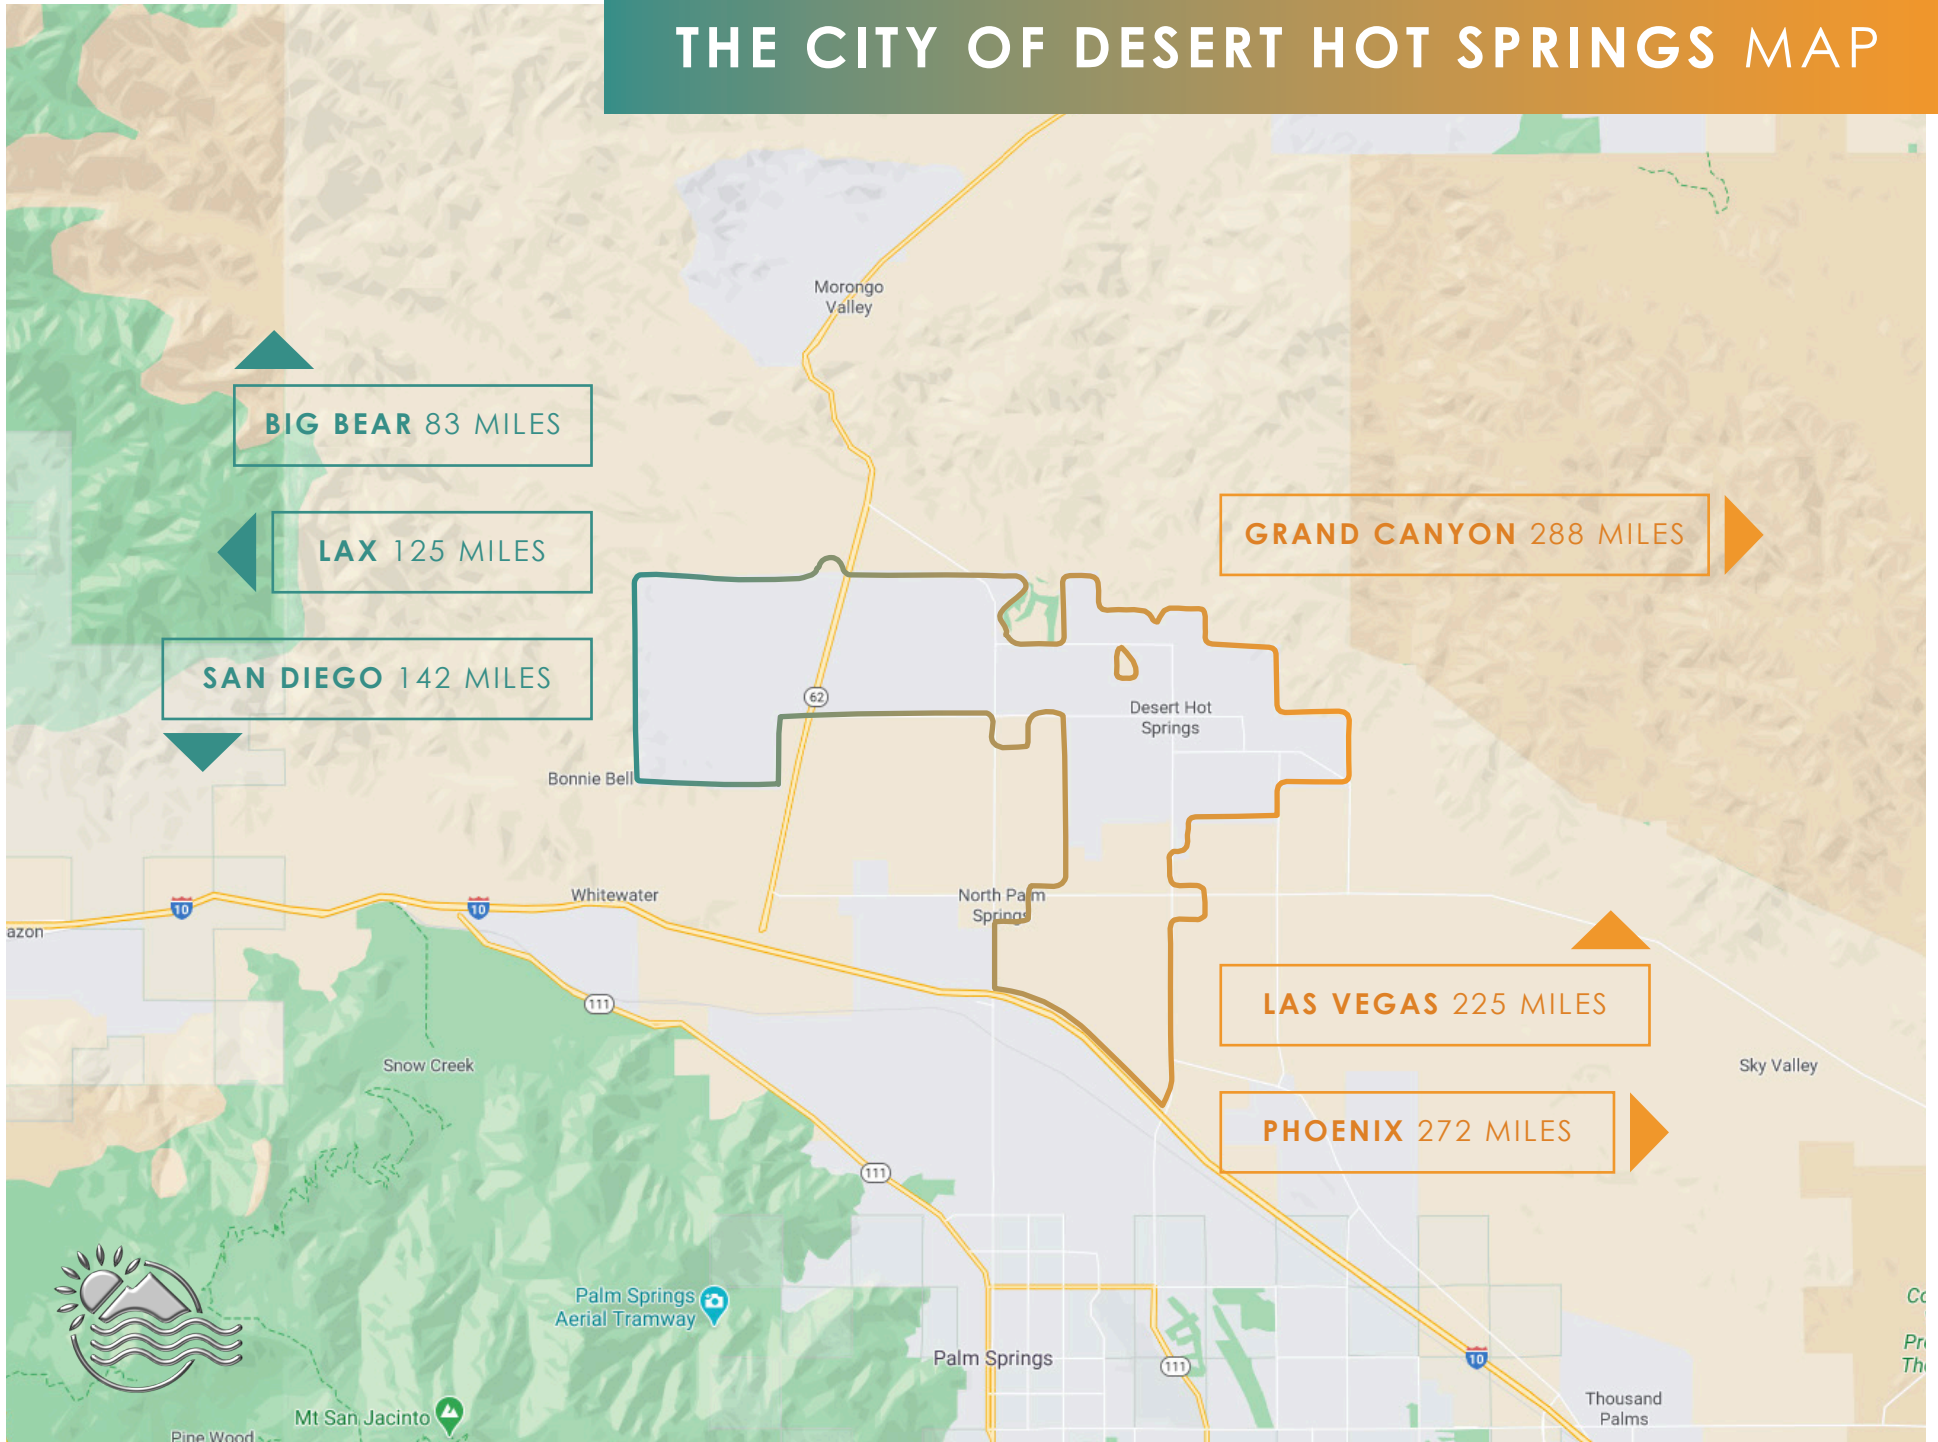 THE CITY OF DESERT HOT SPRINGS MAP
Morongo
Valley
BIG BEAR 83 MILES
LAX 125 MILES
SAN DIEGO 142 MILES
GRAND CANYON 288 MILES
62
Desert Hot
Springs
Bonnie Bell
Whitewater
North Palm
Springs
10
10
azon
111
LAS VEGAS 225 MILES
Snow Creek
Sky Valley
PHOENIX 272 MILES
111
Palm Springs
Aerial Tramway
Palm Springs
111
10
Co
Pre
Tho
Thousand
Palms
Mt San Jacinto
Pine Wood